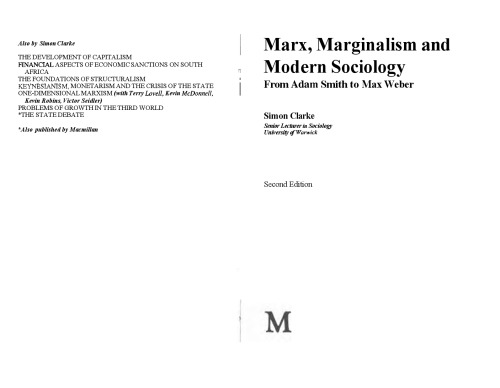 Also by Simon Clarke
THE DEVELOPMENT OF CAPITALISM
FINANCIAL ASPECTS OF ECONOMIC SANCTIONS ON SOUTH
AFRICA
THE FOUNDATIONS OF STRUCTURALISM
KEYNESIANISM, MONETARISM AND THE CRISIS OF THE STATE
ONE-DIMENSIONAL MARXISM (with Terry Lovell, Kevin McDonnell,
Kevin Robins, Victor Seidler)
PROBLEMS OF GROWTH IN THE THIRD WORLD
*THE STATE DEBATE
*Also published by Macmillan
Marx, Marginalism and
Modern Sociology
From Adam Smith to Max Weber
Simon Clarke
Senior Lecturer in Sociology
University of Warwick
Second Edition
M